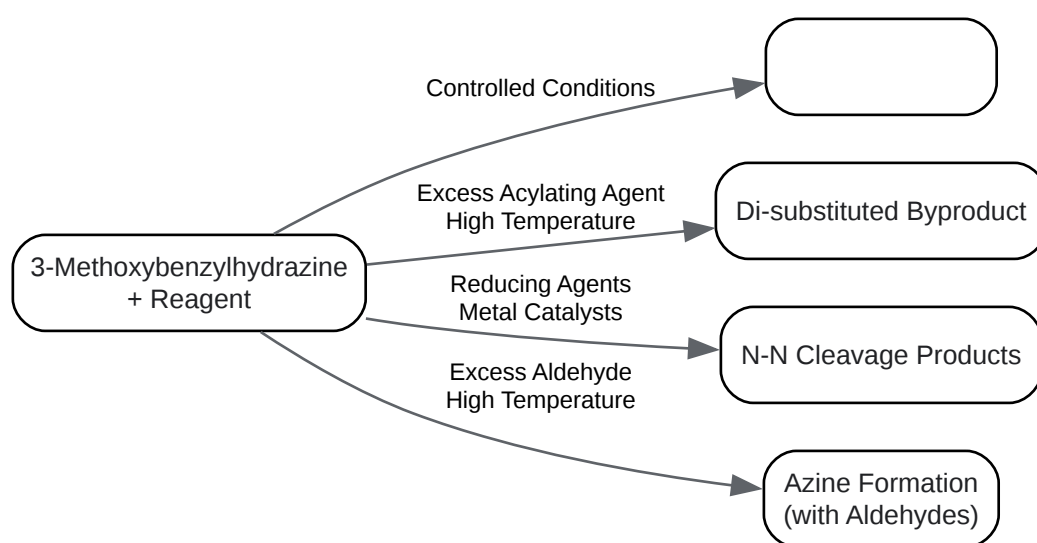 Controlled Conditions
Excess Acylating Agent
High Temperature
Di-substituted Byproduct
3-Methoxybenzylhydrazine
+ Reagent
Reducing Agents
Metal Catalysts
N-N Cleavage Products
Excess Aldehyde
High Temperature
Azine Formation
(with Aldehydes)